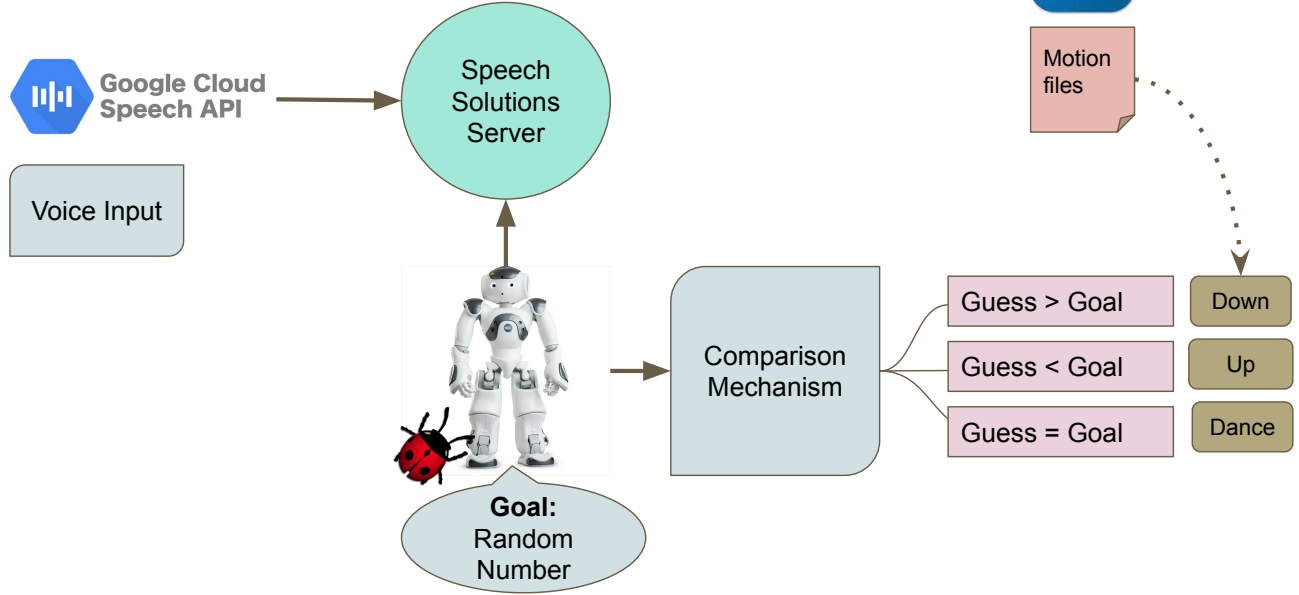 Google Cloud
Speech API
Voice Input
Speech
Solutions
Server
Motion
files
Comparison
Mechanism
Guess > Goal
Down
Guess < Goal
Up
Guess = Goal
Dance
Goal:
Random
Number